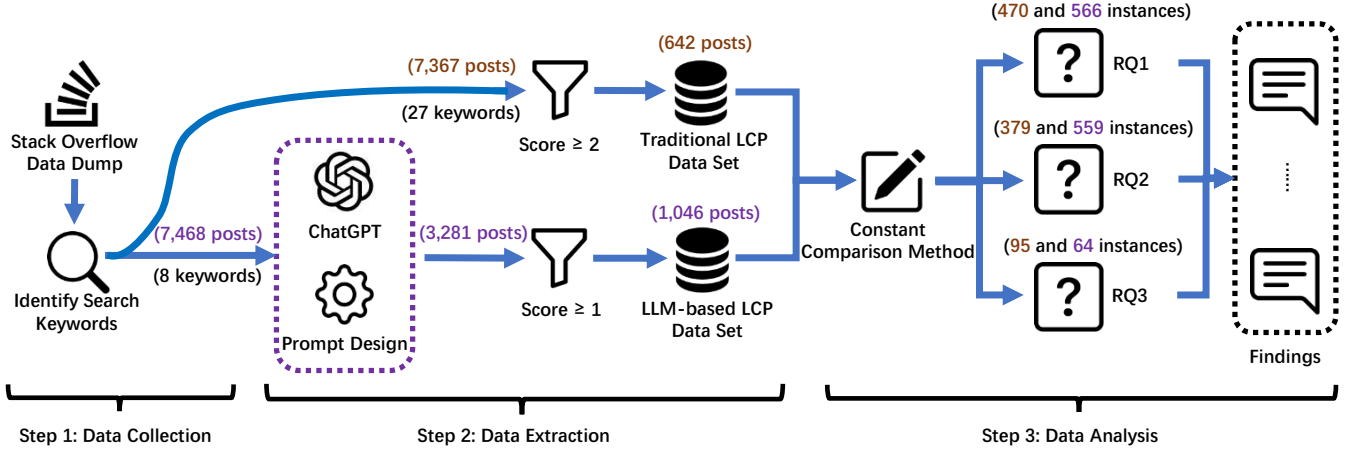 Stack Overflow
Data Dump
Identify Search
Keywords
(7,468 posts)
(8 keywords)
(7,367 posts)
(27 keywords)
ChatGPT
Prompt Design
(3,281 posts)
Score ≥ 2
Score ≥ 1
(642 posts)
Traditional LCP
Data Set
(1,046 posts)
LLM-based LCP
Data Set
Constant
Comparison Method
(470 and 566 instances)
?
RQ1
(379 and 559 instances)
?
RQ2
(95 and 64 instances)
?
RQ3
Findings
Step 1: Data Collection
Step 2: Data Extraction
Step 3: Data Analysis